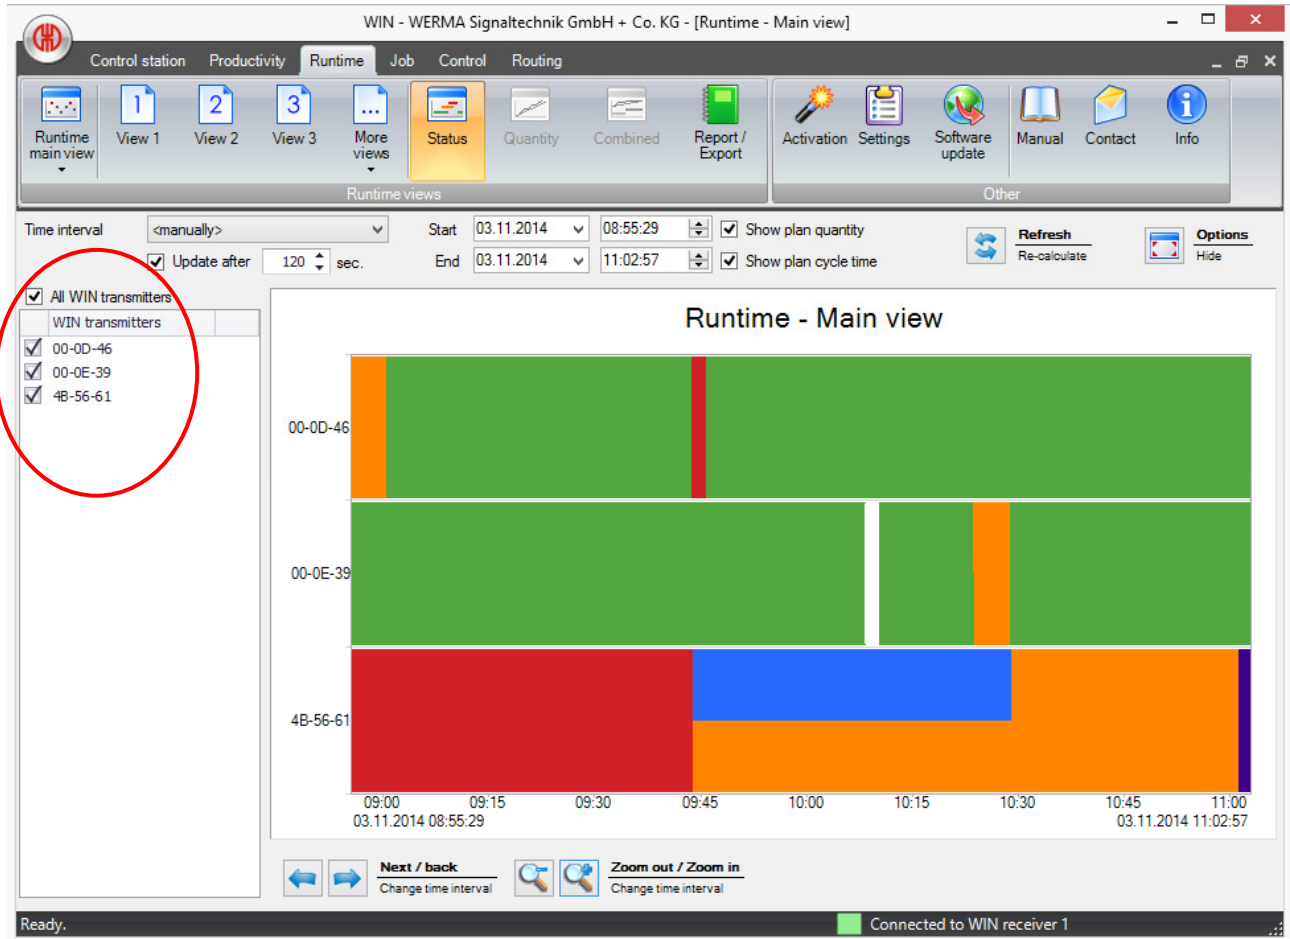 WIN - WERMA Signaltechnik GmbH + Co. KG - [Runtime - Main view]
Control station Productivity Runtime Job Control Routing
1 2 3 ...
Runtime main view View 1 View 2 View 3 More views Status Quantity Combined Report / Export Activation Settings Software update Manual Contact Info
Runtime views Other
Time interval <manually> Start 03.11.2014 08:55:29 Show plan quantity Refresh Options
Re-calculate Hide
Update after 120 sec. End 03.11.2014 11:02:57 Show plan cycle time
All WIN transmitters
WIN transmitters
00-0D-46
00-0E-39
4B-56-61
Runtime - Main view
00-0D-46
00-0E-39
4B-56-61
09:00 09:15 09:30 09:45 10:00 10:15 10:30 10:45 11:00
03.11.2014 08:55:29 03.11.2014 11:02:57
Next / back Zoom out / Zoom in
Change time interval Change time interval
Ready. Connected to WIN receiver 1